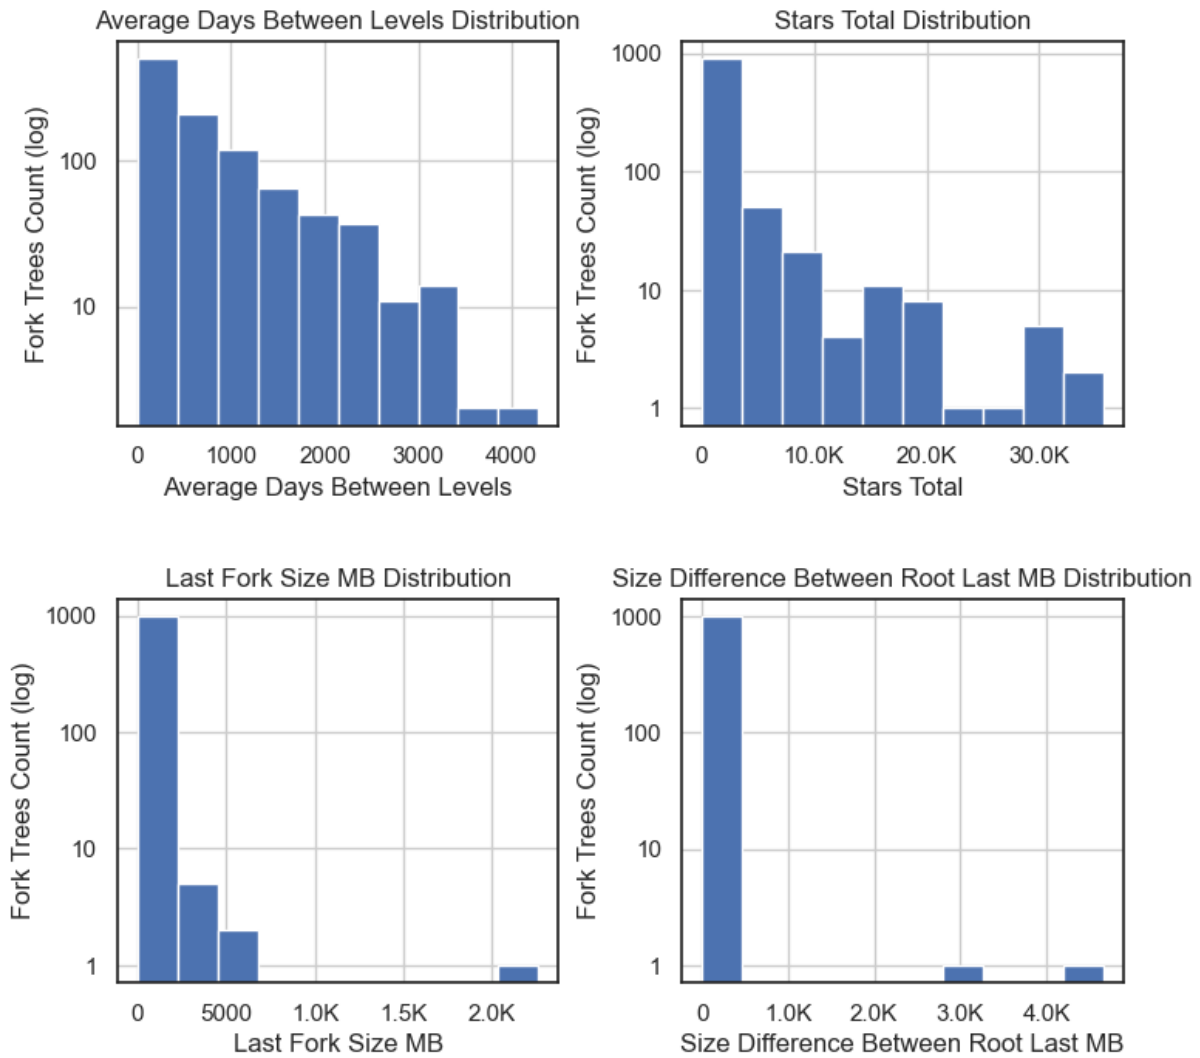 Average Days Between Levels Distribution
Fork Trees Count (log)
100
10
0 1000 2000 3000 4000
Average Days Between Levels
Stars Total Distribution
Fork Trees Count (log)
1000
100
10
1
0 10.0K 20.0K 30.0K
Stars Total
Last Fork Size MB Distribution
Fork Trees Count (log)
1000
100
10
1
0 5000 1.0K 1.5K 2.0K
Last Fork Size MB
Size Difference Between Root Last MB Distribution
Fork Trees Count (log)
1000
100
10
1
0 1.0K 2.0K 3.0K 4.0K
Size Difference Between Root Last MB